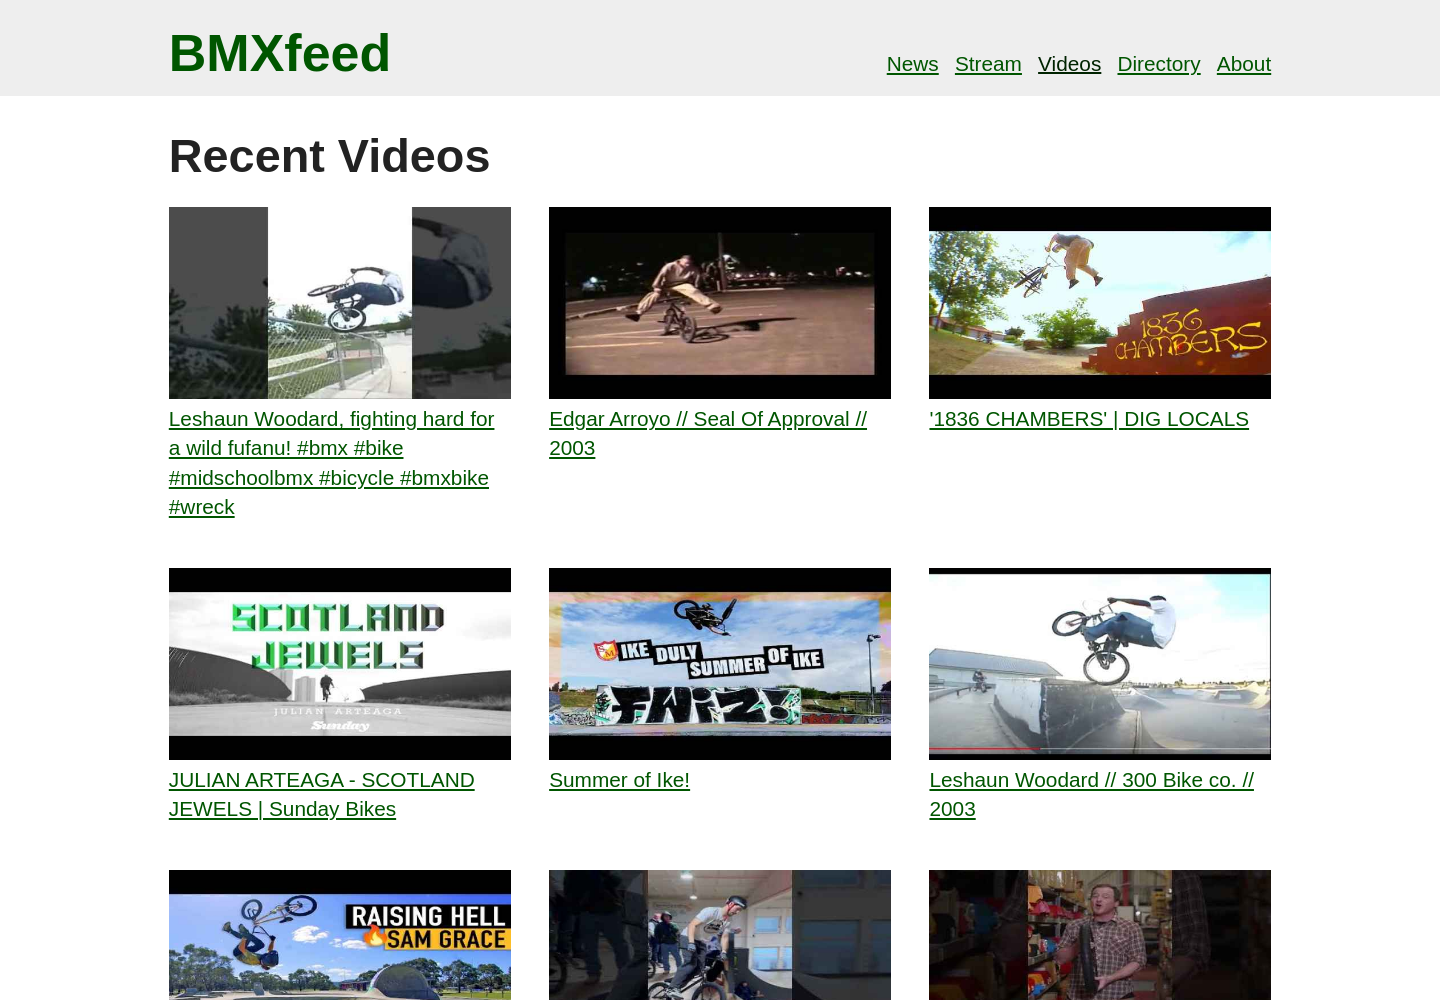 BMXfeed
News Stream Videos Directory About
Recent Videos
1836
CHAMBERS
Leshaun Woodard, fighting hard for
a wild fufanu! #bmx #bike
#midschoolbmx #bicycle #bmxbike
#wreck
Edgar Arroyo // Seal Of Approval //
2003
'1836 CHAMBERS' | DIG LOCALS
SCOTLAND
JEWELS
JULIAN ARTEAGA
Sunday
S M
IKE DULY
SUMMER OF IKE
FNIZ!
JULIAN ARTEAGA - SCOTLAND
JEWELS | Sunday Bikes
Summer of Ike!
Leshaun Woodard // 300 Bike co. //
2003
RAISING HELL
SAM GRACE